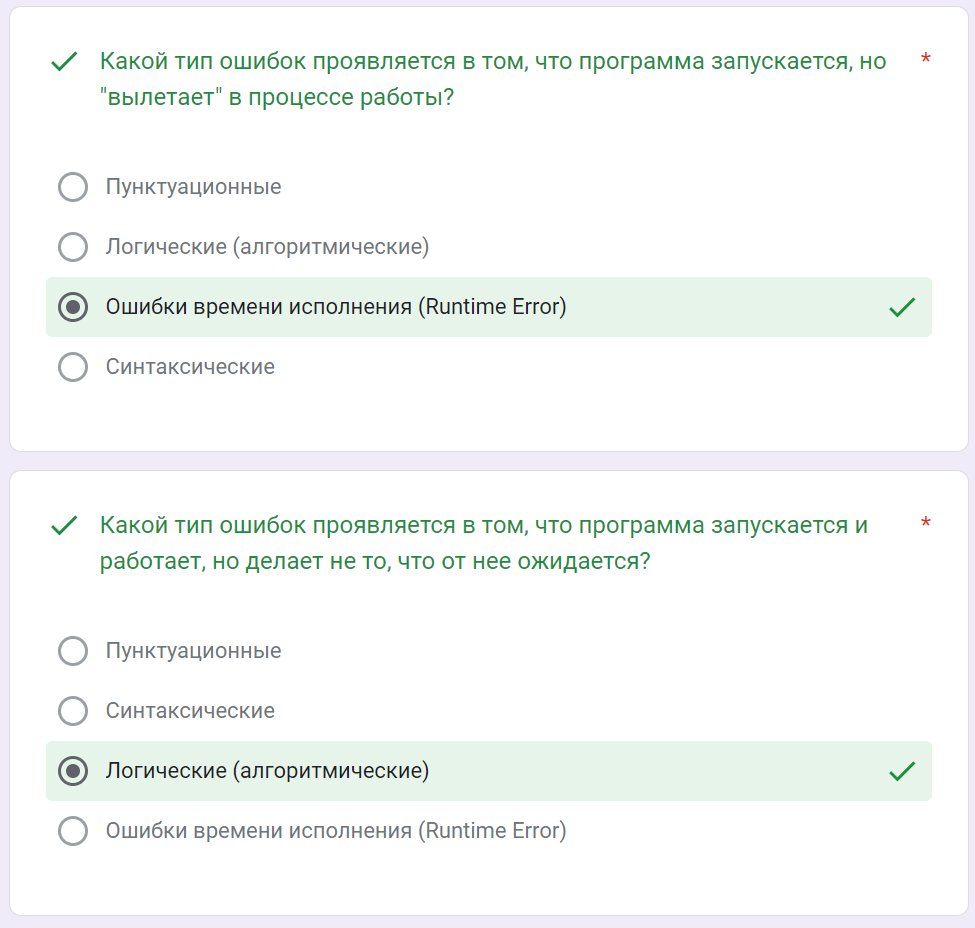 Какой тип ошибок проявляется в том, что программа запускается, но *
"вылетает" в процессе работы?
Пунктуационные
Логические (алгоритмические)
Ошибки времени исполнения (Runtime Error)
Синтаксические
Какой тип ошибок проявляется в том, что программа запускается и *
работает, но делает не то, что от нее ожидается?
Пунктуационные
Синтаксические
Логические (алгоритмические)
Ошибки времени исполнения (Runtime Error)